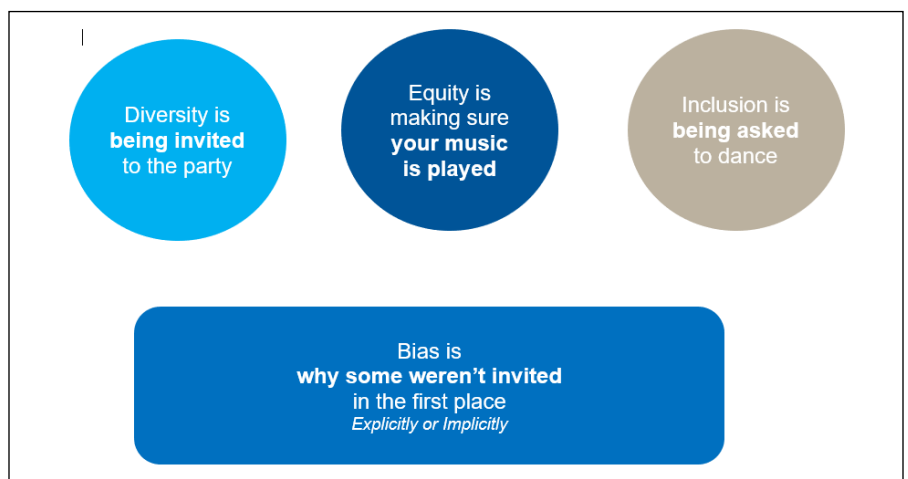 Diversity is
being invited
to the party
Equity is
making sure
your music
is played
Inclusion is
being asked
to dance
Bias is
why some weren’t invited
in the first place
Explicitly or Implicitly